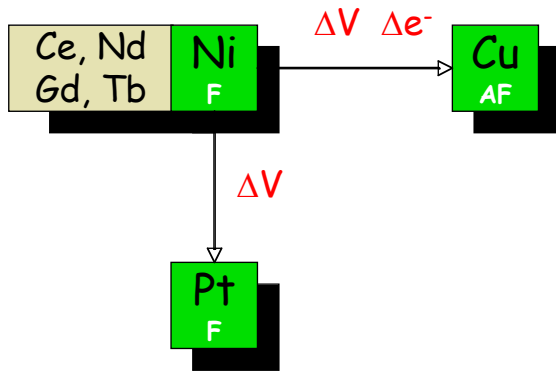 Ce, Nd
Gd, Tb
Ni
F
ΔV Δe⁻
Cu
AF
ΔV
Pt
F